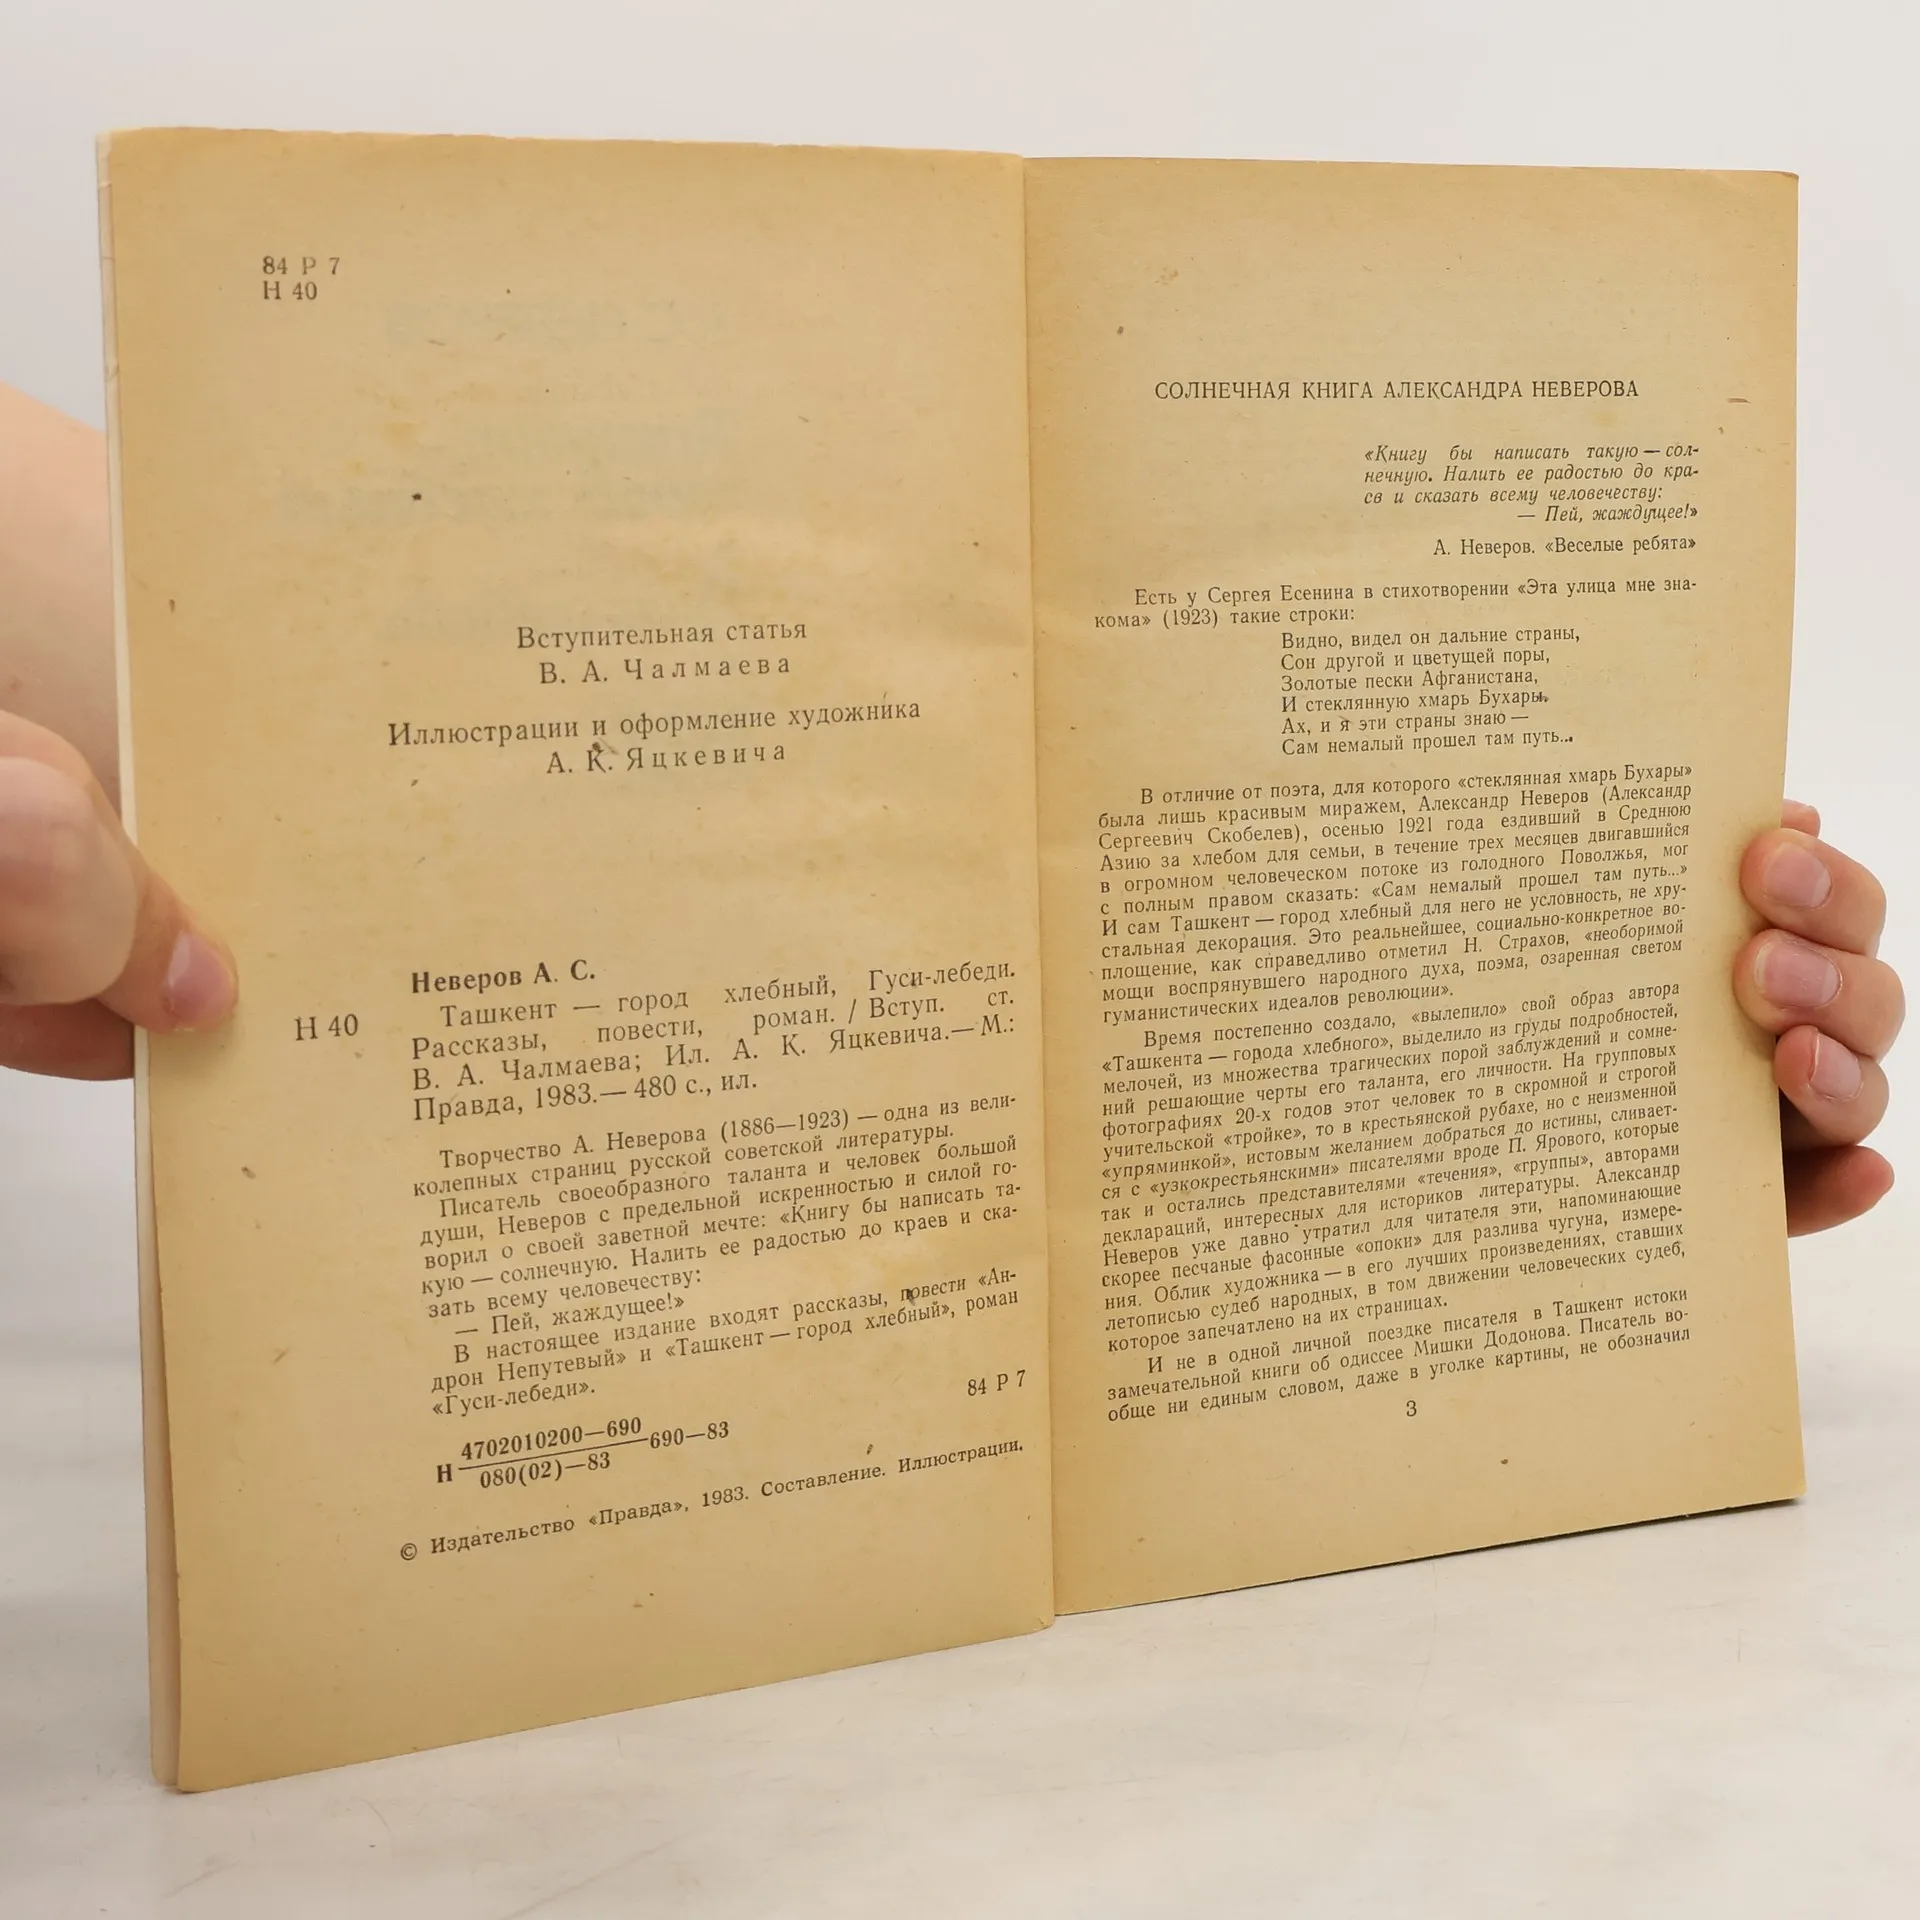 84 Р 7
Н 40
Вступительная статья
В. А. Чалмаева
Иллюстрации и оформление художника
А. К. Яцкевича
Неверов А. С.
Н 40
Ташкент — город хлебный, Гуси-лебеди.
Рассказы, повести, роман. / Вступ. ст.
В. А. Чалмаева; Ил. А. К. Яцкевича.— М.:
Правда, 1983.— 480 с., ил.
Творчество А. Неверова (1886—1923) — одна из вели-
колепных страниц русской советской литературы.
Писатель своеобразного таланта и человек большой
души, Неверов с предельной искренностью и силой го-
ворил о своей заветной мечте: «Книгу бы написать та-
кую — солнечную. Налить ее радостью до краев и ска-
зать всему человечеству:
— Пей, жаждущее!»
В настоящее издание входят рассказы, повести «Ан-
дрон Непутевый» и «Ташкент — город хлебный», роман
«Гуси-лебеди».
84 Р 7
Н 4702010200—690
080(02)—83 690—83
© Издательство «Правда», 1983. Составление. Иллюстрации.
СОЛНЕЧНАЯ КНИГА АЛЕКСАНДРА НЕВЕРОВА
«Книгу бы написать такую — сол-
нечную. Налить ее радостью до кра-
ев и сказать всему человечеству:
— Пей, жаждущее!»
А. Неверов. «Веселые ребята»
Есть у Сергея Есенина в стихотворении «Эта улица мне зна-
кома» (1923) такие строки:
Видно, видел он дальние страны,
Сон другой и цветущей поры,
Золотые пески Афганистана,
И стеклянную хмарь Бухары.
Ах, и я эти страны знаю —
Сам немалый прошел там путь...
В отличие от поэта, для которого «стеклянная хмарь Бухары»
была лишь красивым миражем, Александр Неверов (Александр
Сергеевич Скобелев), осенью 1921 года ездивший в Среднюю
Азию за хлебом для семьи, в течение трех месяцев двигавшийся
в огромном человеческом потоке из голодного Поволжья, мог
с полным правом сказать: «Сам немалый прошел там путь...»
И сам Ташкент — город хлебный для него не условность, не хру-
стальная декорация. Это реальнейшее, социально-конкретное во-
площение, как справедливо отметил Н. Страхов, «необоримой
мощи воспрянувшего народного духа, поэма, озаренная светом
гуманистических идеалов революции».
Время постепенно создало, «вылепило» свой образ автора
«Ташкента — города хлебного», выделило из груды подробностей,
мелочей, из множества трагических порой заблуждений и сомне-
ний решающие черты его таланта, его личности. На групповых
фотографиях 20-х годов этот человек то в скромной и строгой
учительской «тройке», то в крестьянской рубахе, но с неизменной
«упряминкой», истовым желанием добраться до истины, сливает-
ся с «узкокрестьянскими» писателями вроде П. Ярового, которые
так и остались представителями «течения», «группы», авторами
деклараций, интересных для историков литературы. Александр
Неверов уже давно утратил для читателя эти, напоминающие
скорее песчаные фасонные «опоки» для разлива чугуна, измере-
ния. Облик художника — в его лучших произведениях, ставших
летописью судеб народных, в том движении человеческих судеб,
которое запечатлено на их страницах.
И не в одной личной поездке писателя в Ташкент истоки
замечательной книги об одиссее Мишки Додонова. Писатель во-
обще ни единым словом, даже в уголке картины, не обозначил
3